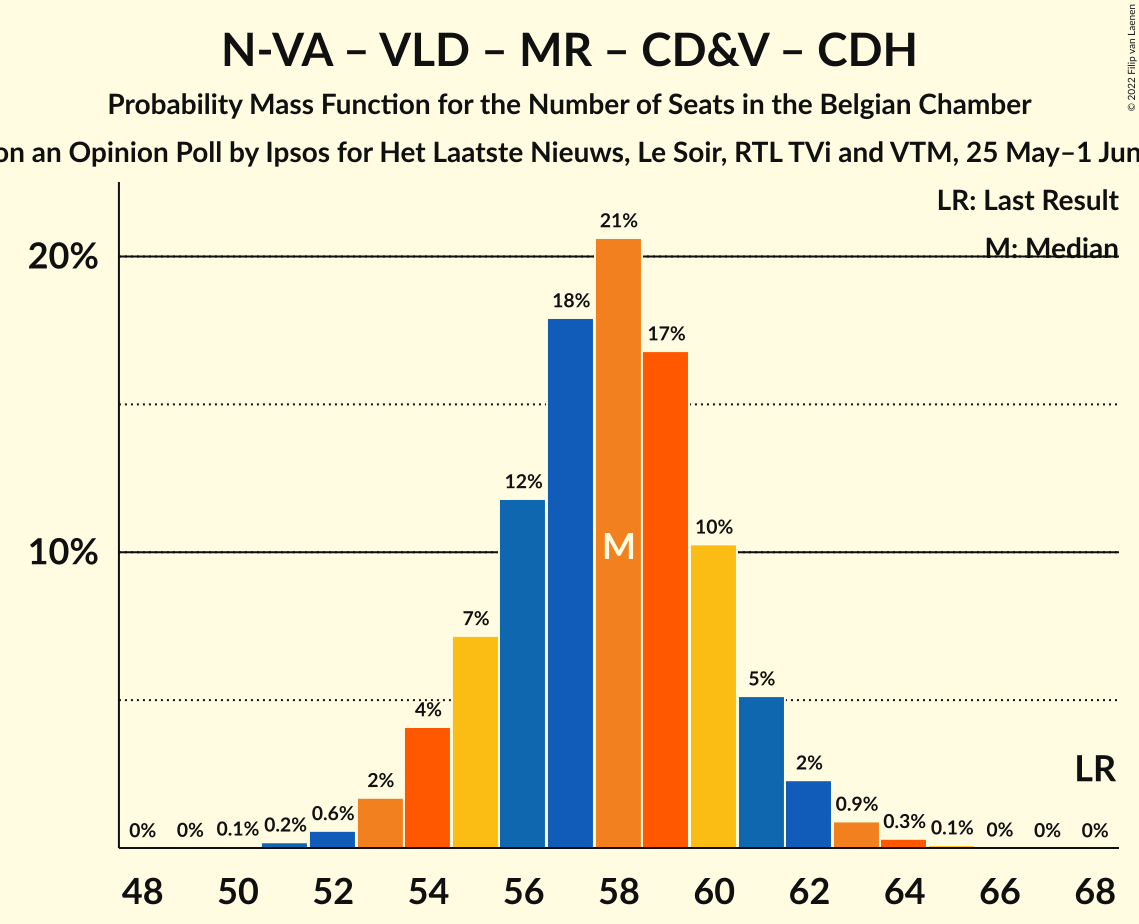 N-VA – VLD – MR – CD&V – CDH
Probability Mass Function for the Number of Seats in the Belgian Chamber
on an Opinion Poll by Ipsos for Het Laatste Nieuws, Le Soir, RTL TVi and VTM, 25 May–1 Jun
© 2022 Filip van Laenen
LR: Last Result
M: Median
20%
10%
0% 0% 0.1% 0.2% 0.6% 2% 4% 7% 12% 18% 21% 17% 10% 5% 2% 0.9% 0.3% 0.1% 0% 0% 0%
M
LR
48 50 52 54 56 58 60 62 64 66 68